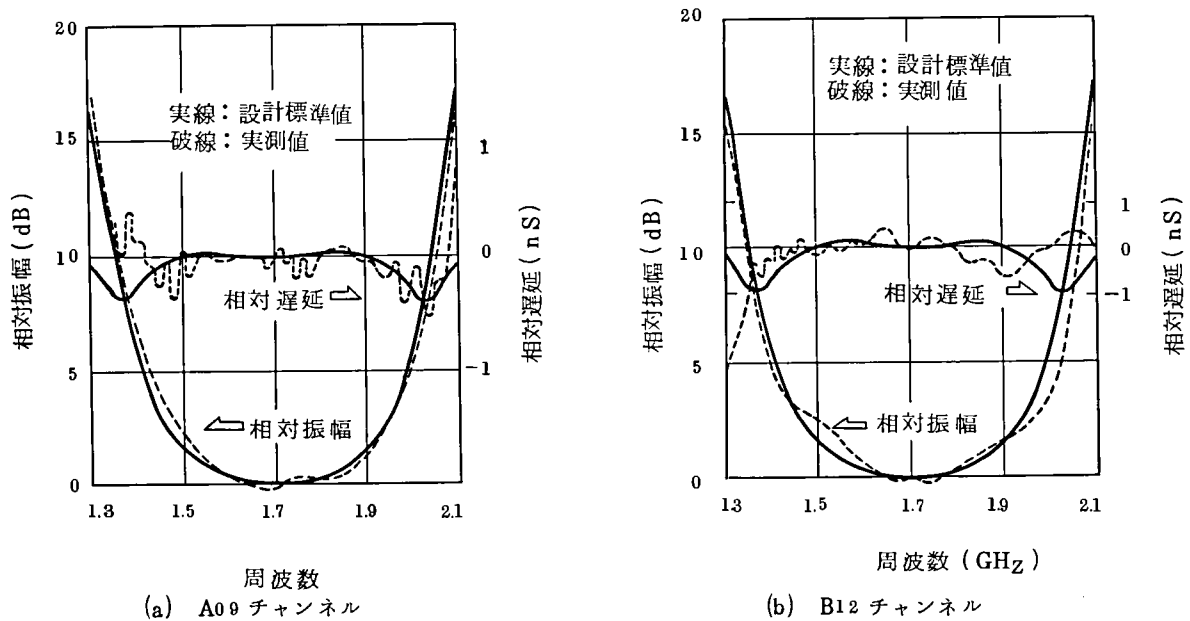 20
15
10
5
0
相対振幅(dB)
実線：設計標準値
破線：実測値
相対遅延
相対振幅
1
0
-1
相対遅延(nS)
1.3
1.5
1.7
1.9
2.1
周波数
(a) A09 チャンネル
20
15
10
5
0
相対振幅(dB)
実線：設計標準値
破線：実測値
相対遅延
相対振幅
1
0
-1
相対遅延(nS)
1.3
1.5
1.7
1.9
2.1
周波数(GHZ)
(b) B12 チャンネル